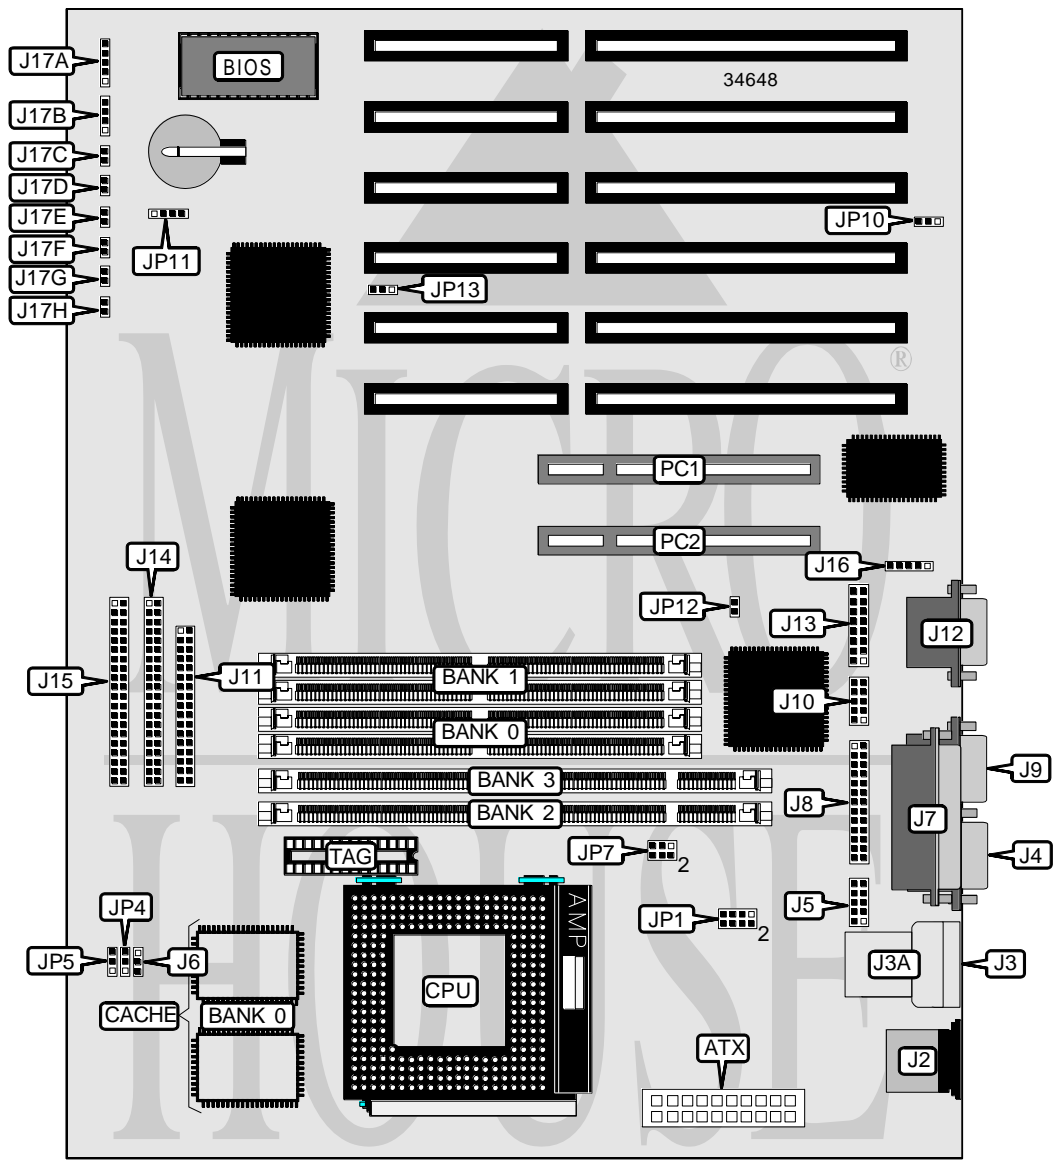 J17A
BIOS
34648
J17B
J17C
J17D
J17E
JP10
J17F
JP11
J17G
JP13
J17H
MICRO®
PC1
PC2
J14
J16
JP12
J13
J12
J15
J11
BANK 1
J10
BANK 0
J9
BANK 3
J8
BANK 2
J7
TAG
JP7
2
J4
AMP
JP4
JP1
2
J5
JP5
J6
J3A
J3
CPU
CACHE
BANK 0
ATX
J2
HOUSE